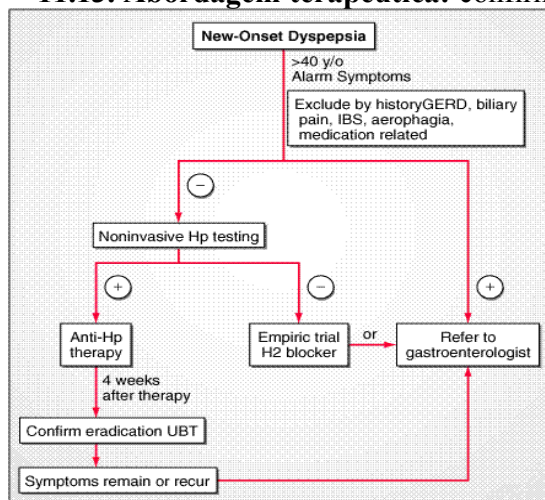 11.13. Abordagem terapêutica:
New-Onset Dyspepsia
>40 y/o
Alarm Symptoms
Exclude by historyGERD, biliary
pain, IBS, aerophagia,
medication related
−
Noninvasive Hp testing
+
−
+
Anti-Hp
therapy
Empiric trial
H2 blocker
or
Refer to
gastroenterologist
4 weeks
after therapy
Confirm eradication UBT
Symptoms remain or recur